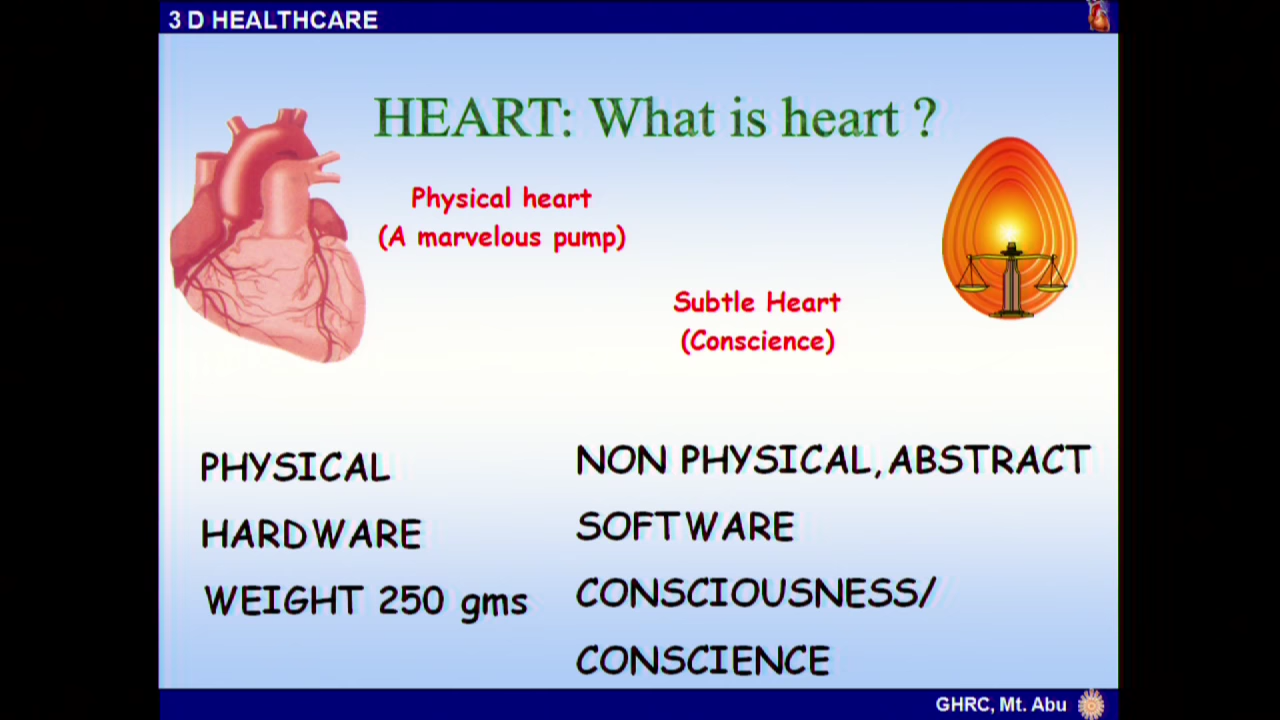 3 D HEALTHCARE
HEART: What is heart ?
Physical heart
(A marvelous pump)
Subtle Heart
(Conscience)
PHYSICAL
HARDWARE
WEIGHT 250 gms
NON PHYSICAL, ABSTRACT
SOFTWARE
CONSCIOUSNESS/
CONSCIENCE
GHRC, Mt. Abu